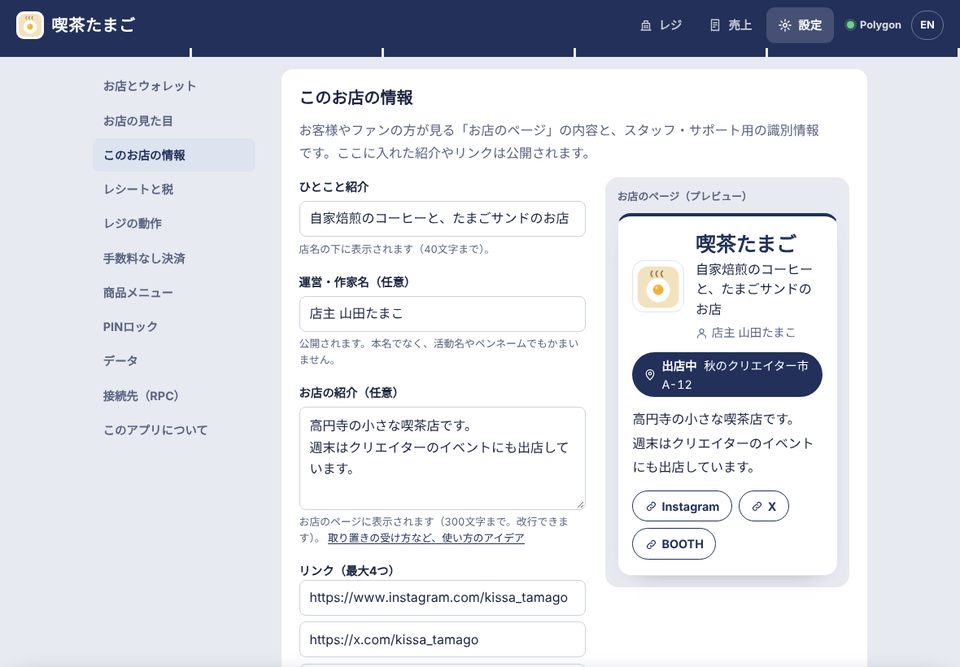 喫茶たまご
レジ
売上
設定
Polygon
EN
お店とウォレット
お店の見た目
このお店の情報
レシートと税
レジの動作
手数料なし決済
商品メニュー
PINロック
データ
接続先（RPC）
このアプリについて
このお店の情報
お客様やファンの方が見る「お店のページ」の内容と、スタッフ・サポート用の識別情報
です。ここに入れた紹介やリンクは公開されます。
ひとこと紹介
自家焙煎のコーヒーと、たまごサンドのお店
店名の下に表示されます（40文字まで）。
運営・作家名（任意）
店主 山田たまこ
公開されます。本名でなく、活動名やペンネームでもかまい
ません。
お店の紹介（任意）
高円寺の小さな喫茶店です。
週末はクリエイターのイベントにも出店して
います。
お店のページに表示されます（300文字まで。改行できま
す）。 取り置きの受け方など、使い方のアイデア
リンク（最大4つ）
https://www.instagram.com/kissa_tamago
https://x.com/kissa_tamago
お店のページ（プレビュー）
喫茶たまご
自家焙煎のコーヒー
と、たまごサンドの
お店
店主 山田たまこ
出店中 秋のクリエイター市
A-12
高円寺の小さな喫茶店です。
週末はクリエイターのイベント
にも出店しています。
Instagram
X
BOOTH